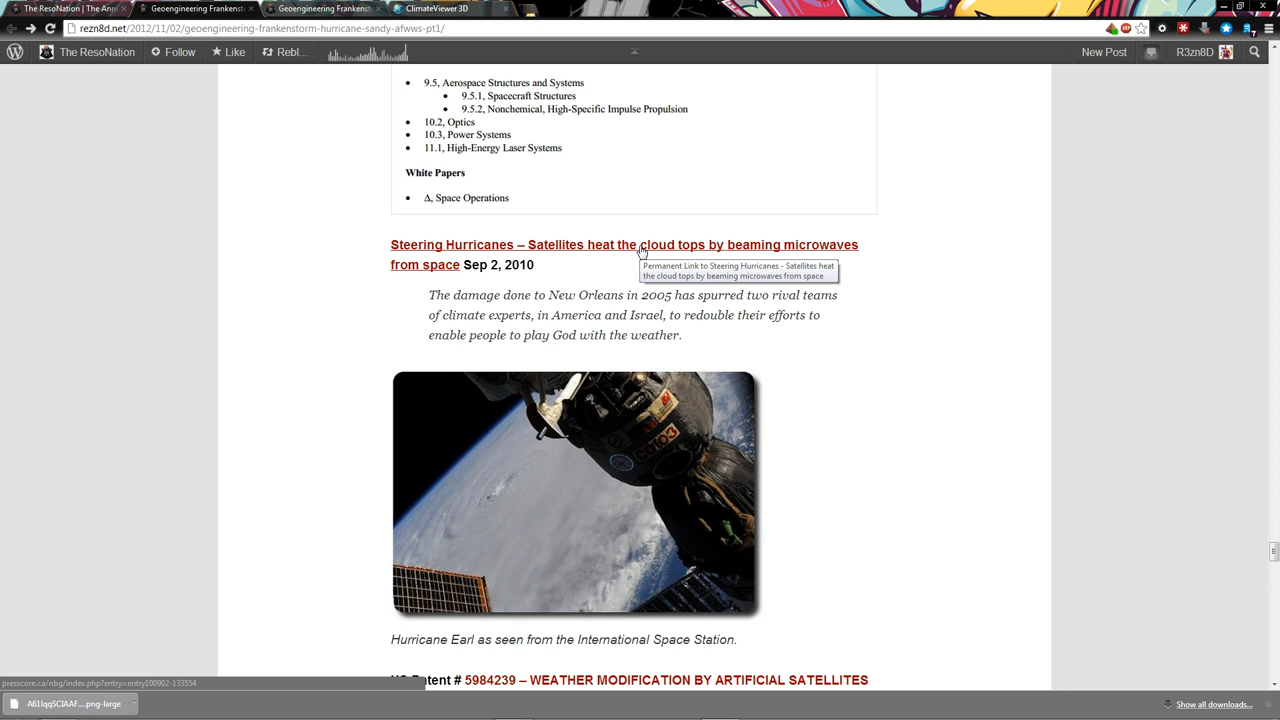 The ResoNation | The Ang
Geoengineering Frankenst
Geoengineering Frankenst
ClimateViewer 3D
rezn8d.net/2012/11/02/geoengineering-frankenstorm-hurricane-sandy-afwws-pt1/
The ResoNation
Follow
Like
Rebl...
New Post
R3zn8D
• 9.5, Aerospace Structures and Systems
• 9.5.1, Spacecraft Structures
• 9.5.2, Nonchemical, High-Specific Impulse Propulsion
• 10.2, Optics
• 10.3, Power Systems
• 11.1, High-Energy Laser Systems
White Papers
• Δ, Space Operations
Steering Hurricanes – Satellites heat the cloud tops by beaming microwaves
from space Sep 2, 2010
Permanent Link to Steering Hurricanes - Satellites heat
the cloud tops by beaming microwaves from space
The damage done to New Orleans in 2005 has spurred two rival teams
of climate experts, in America and Israel, to redouble their efforts to
enable people to play God with the weather.
Hurricane Earl as seen from the International Space Station.
US Patent # 5984239 – WEATHER MODIFICATION BY ARTIFICIAL SATELLITES
presscore.ca/nbg/index.php?entry=entry100902-133554
A61IqqSCIAAF....png-large
Show all downloads...